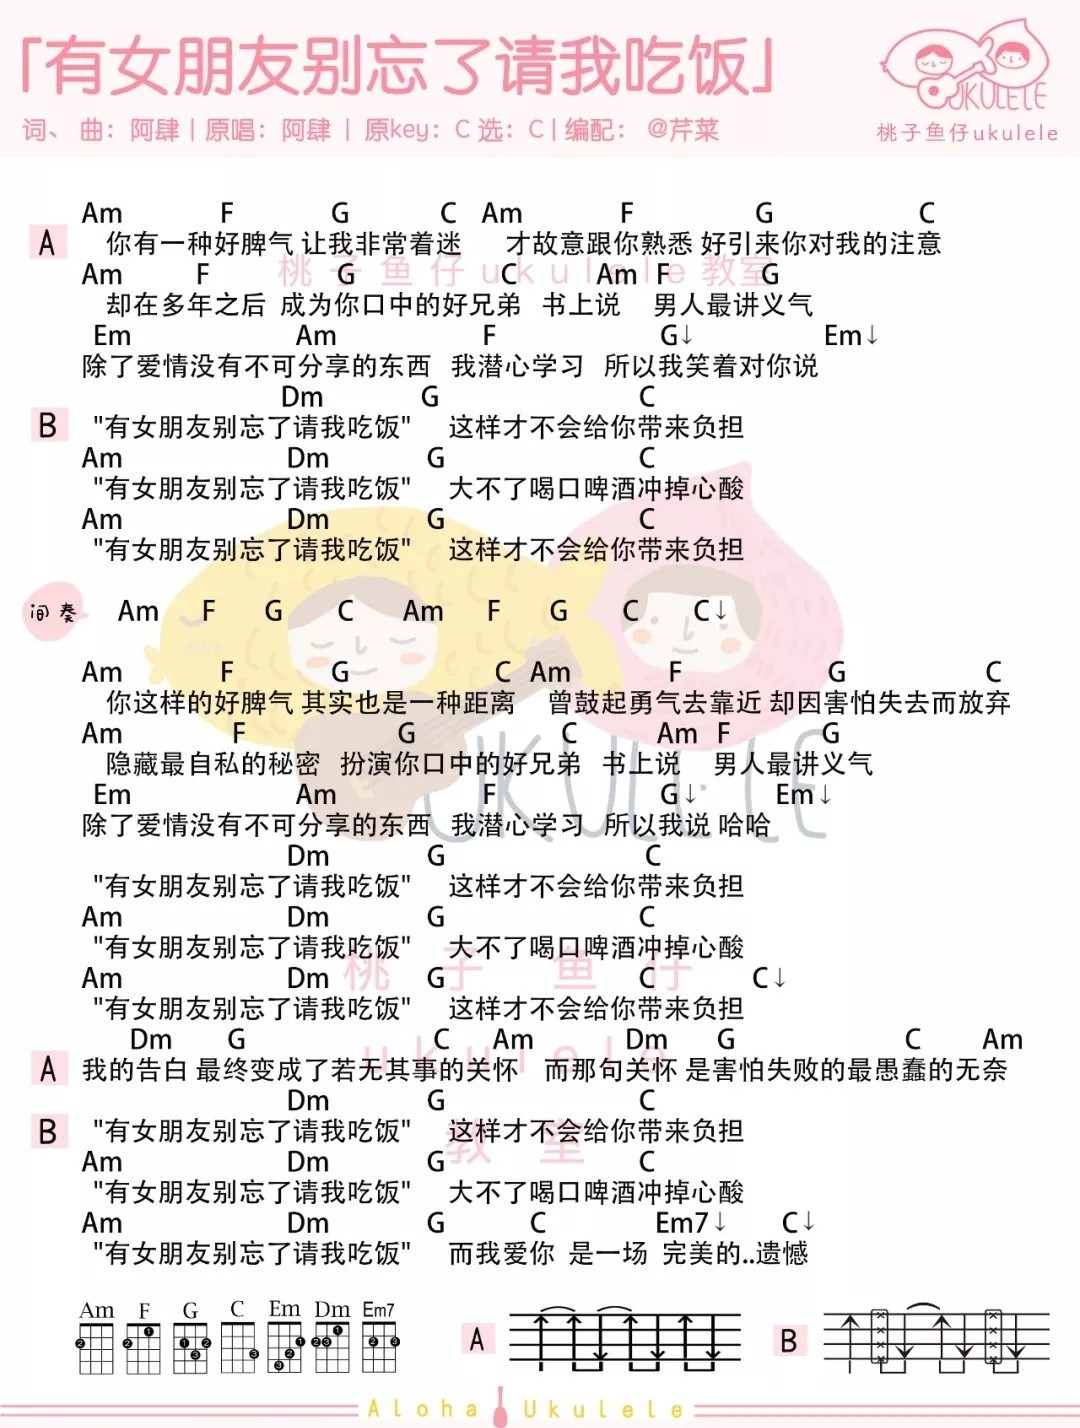 「有女朋友别忘了请我吃饭」
词、曲：阿肆 | 原唱：阿肆 | 原key：C 选：C | 编配：@芹菜
UKULELE
桃子鱼仔ukulele
Am F G C Am F G C
A 你有一种好脾气 让我非常着迷 才故意跟你熟悉 好引来你对我的注意
桃子鱼仔ukulele教室
Am F G C Am F G
却在多年之后 成为你口中的好兄弟 书上说 男人最讲义气
Em Am F G↓ Em↓
除了爱情没有不可分享的东西 我潜心学习 所以我笑着对你说
Dm G C
B "有女朋友别忘了请我吃饭" 这样才不会给你带来负担
Am Dm G C
"有女朋友别忘了请我吃饭" 大不了喝口啤酒冲掉心酸
Am Dm G C
"有女朋友别忘了请我吃饭" 这样才不会给你带来负担
间奏 Am F G C Am F G C C↓
Am F G C Am F G C
你这样的好脾气 其实也是一种距离 曾鼓起勇气去靠近 却因害怕失去而放弃
Am F G C Am F G
隐藏最自私的秘密 扮演你口中的好兄弟 书上说 男人最讲义气
UKULELE
Em Am F G↓ Em↓
除了爱情没有不可分享的东西 我潜心学习 所以我说 哈哈
Dm G C
"有女朋友别忘了请我吃饭" 这样才不会给你带来负担
Am Dm G C
"有女朋友别忘了请我吃饭" 大不了喝口啤酒冲掉心酸
桃子鱼仔
Am Dm G C C↓
"有女朋友别忘了请我吃饭" 这样才不会给你带来负担
Dm G C Am Dm G C Am
ukulele
A 我的告白 最终变成了若无其事的关怀 而那句关怀 是害怕失败的最愚蠢的无奈
Dm G C
B "有女朋友别忘了请我吃饭" 这样才不会给你带来负担
教室
Am Dm G C
"有女朋友别忘了请我吃饭" 大不了喝口啤酒冲掉心酸
Am Dm G C Em7↓ C↓
"有女朋友别忘了请我吃饭" 而我爱你 是一场 完美的..遗憾
Am F G C Em Dm Em7
A B
Aloha Ukulele